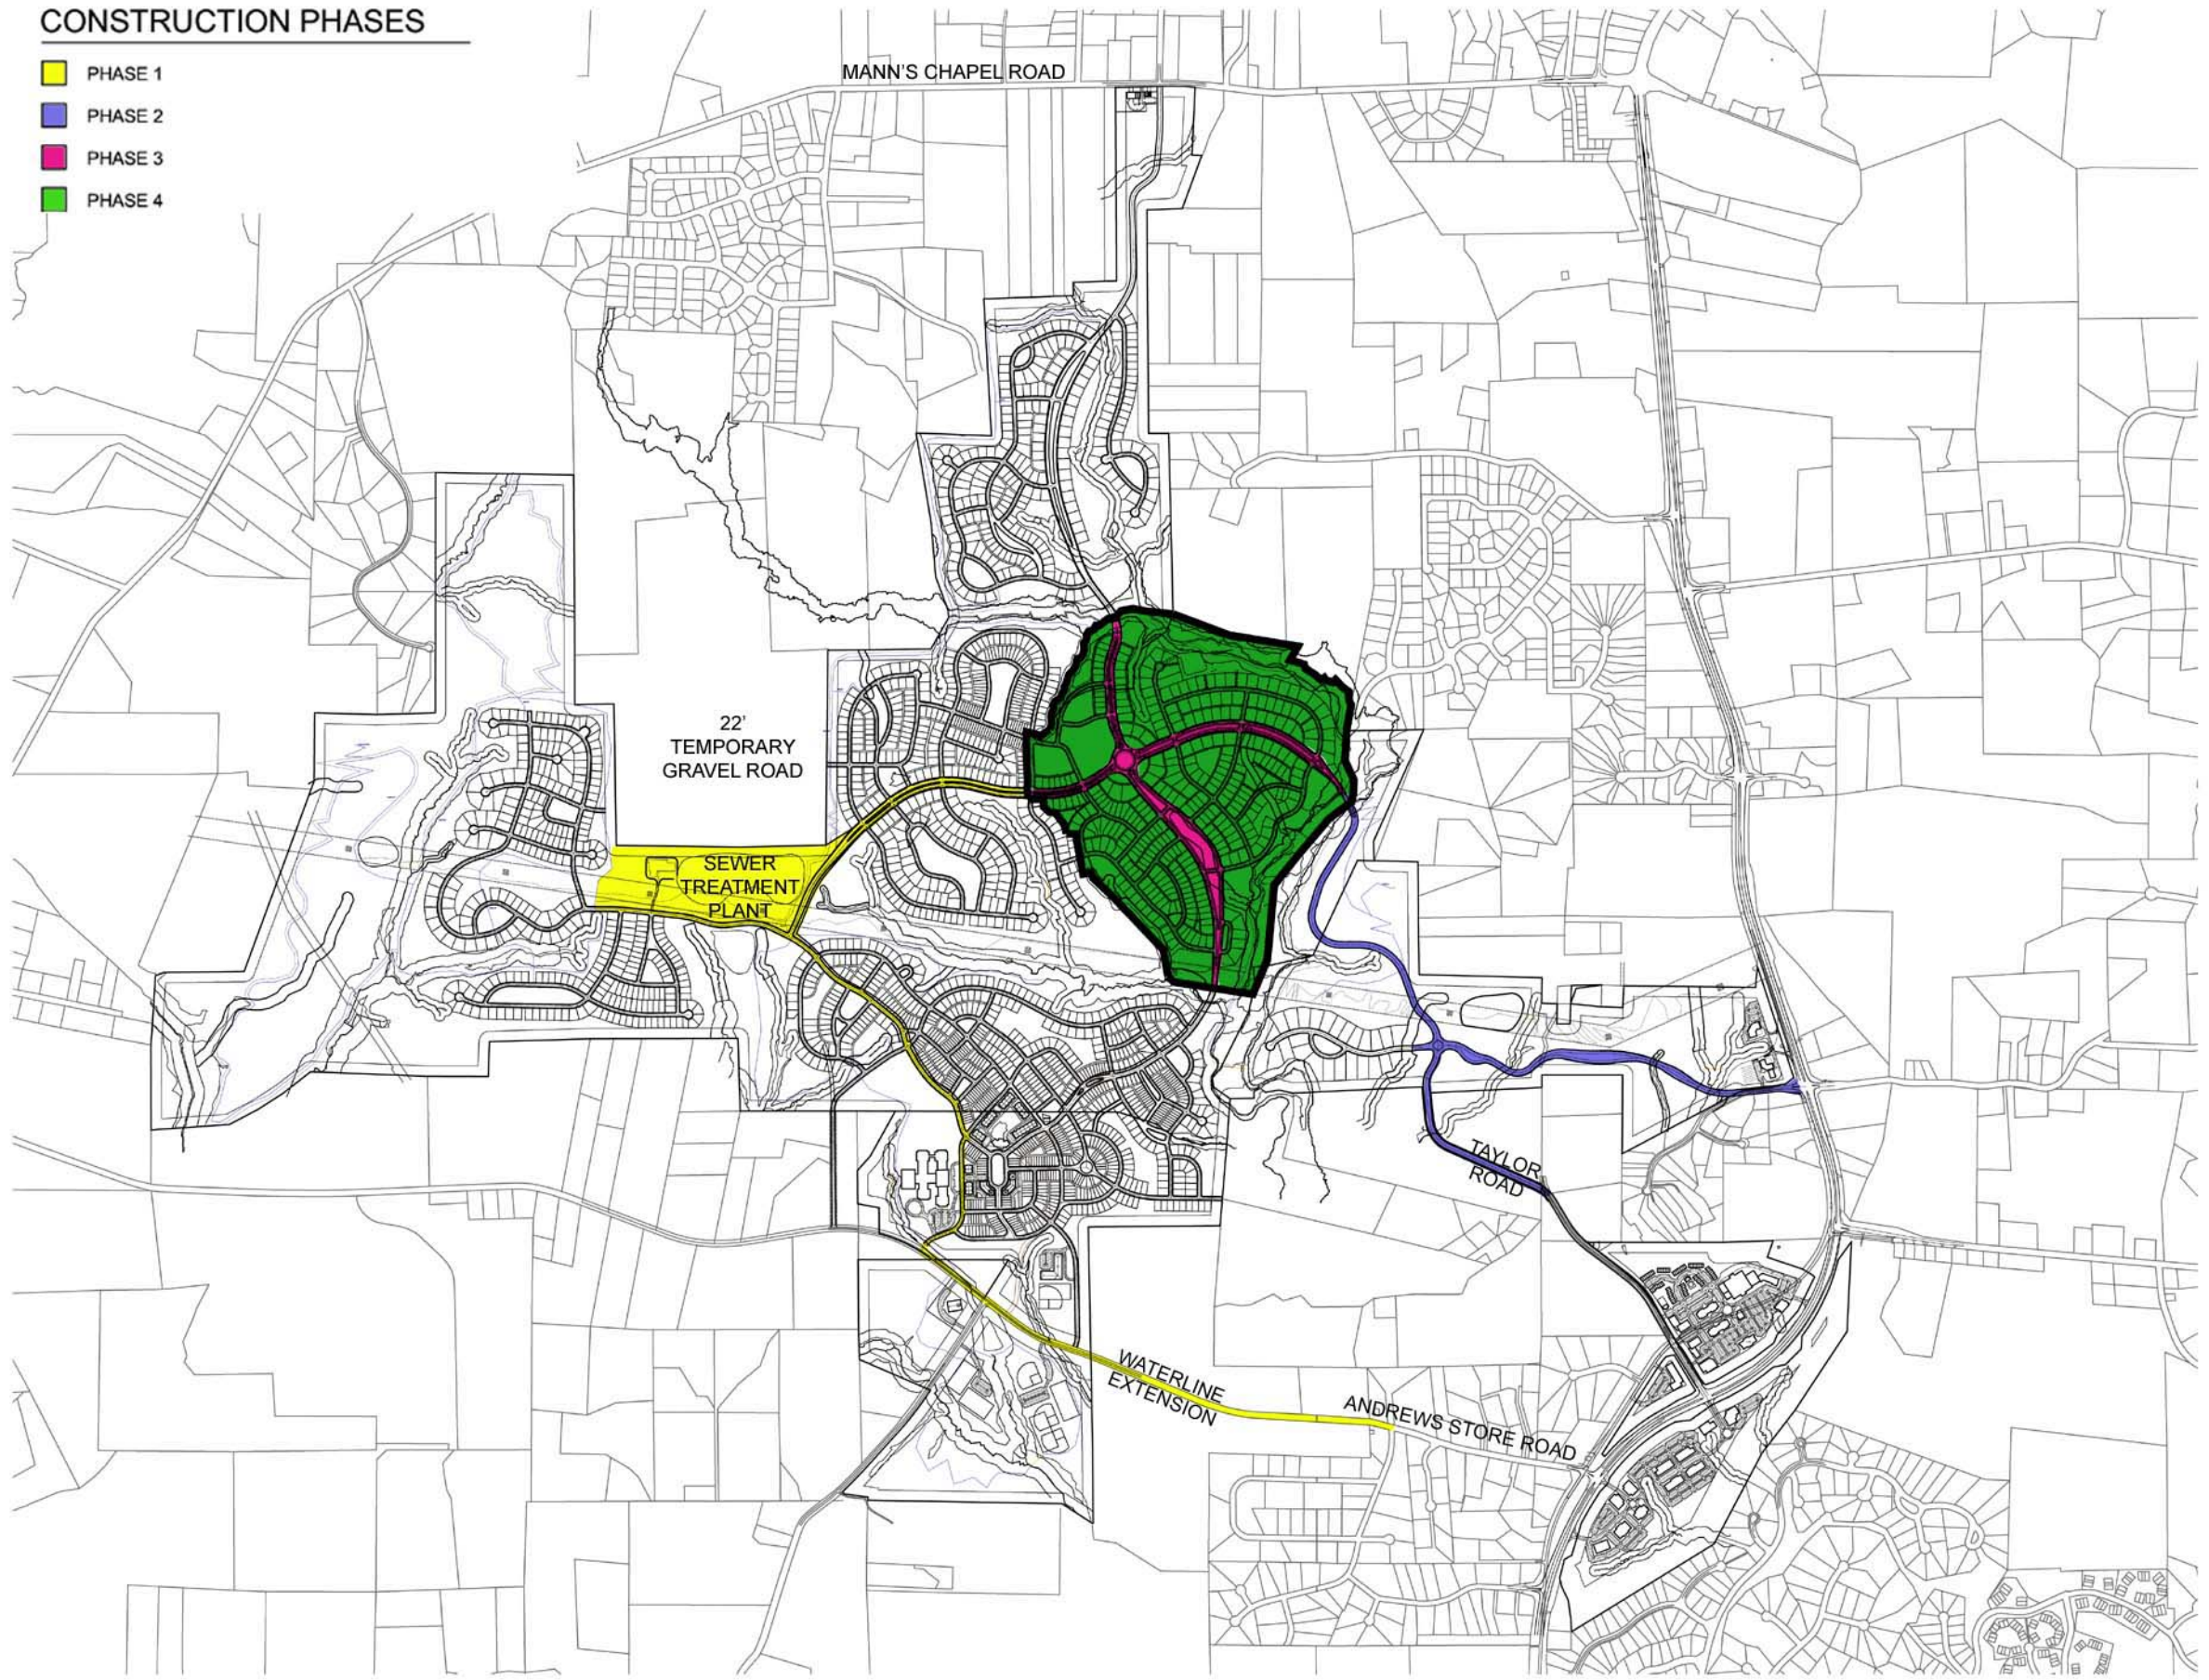 CONSTRUCTION PHASES
PHASE 1
PHASE 2
PHASE 3
PHASE 4
MANN'S CHAPEL ROAD
22'
TEMPORARY
GRAVEL ROAD
SEWER
TREATMENT
PLANT
TAYLOR
ROAD
WATERLINE
EXTENSION
ANDREWS STORE ROAD